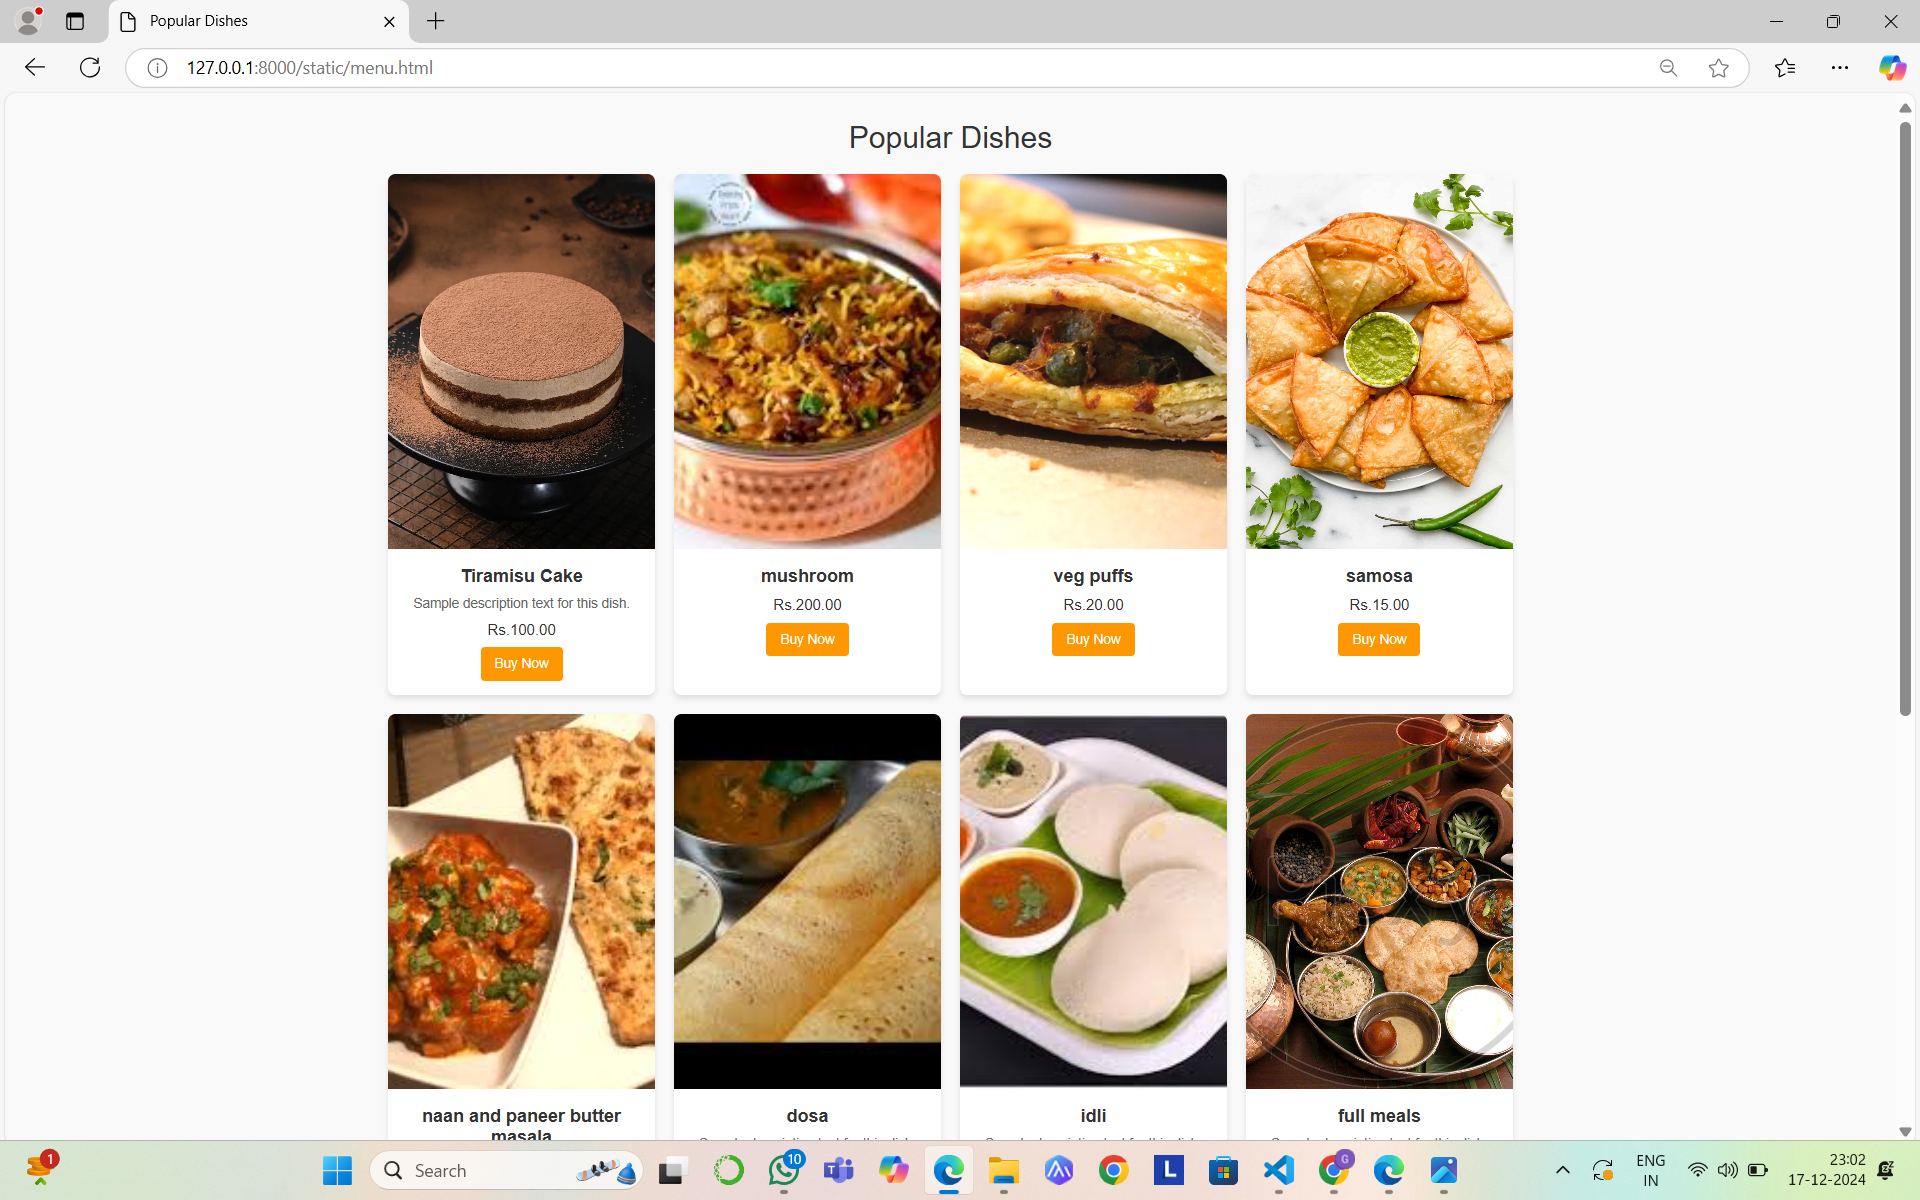 Popular Dishes
127.0.0.1:8000/static/menu.html
Popular Dishes
Tiramisu Cake
Sample description text for this dish.
Rs.100.00
Buy Now
mushroom
Rs.200.00
Buy Now
veg puffs
Rs.20.00
Buy Now
samosa
Rs.15.00
Buy Now
naan and paneer butter
masala
dosa
idli
full meals
1
Search
10
T
L
G
ENG
IN
23:02
17-12-2024